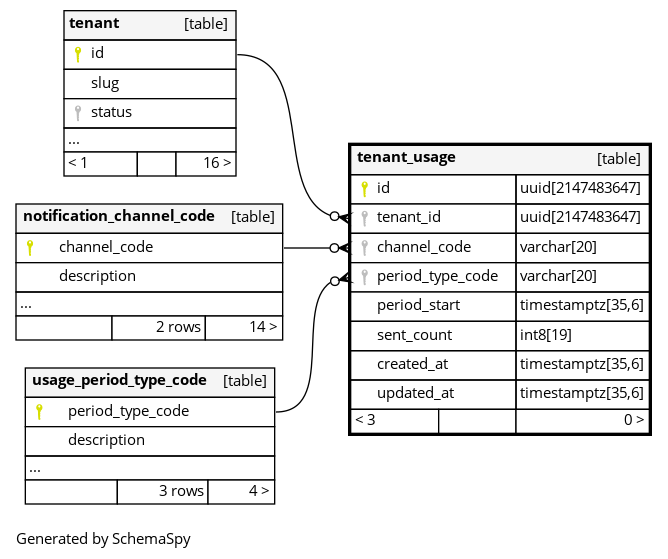 tenant [table]
id
slug
status
...
< 1 16 >
notification_channel_code [table]
channel_code
description
...
2 rows 14 >
usage_period_type_code [table]
period_type_code
description
...
3 rows 4 >
tenant_usage [table]
id uuid[2147483647]
tenant_id uuid[2147483647]
channel_code varchar[20]
period_type_code varchar[20]
period_start timestamptz[35,6]
sent_count int8[19]
created_at timestamptz[35,6]
updated_at timestamptz[35,6]
< 3 0 >
Generated by SchemaSpy